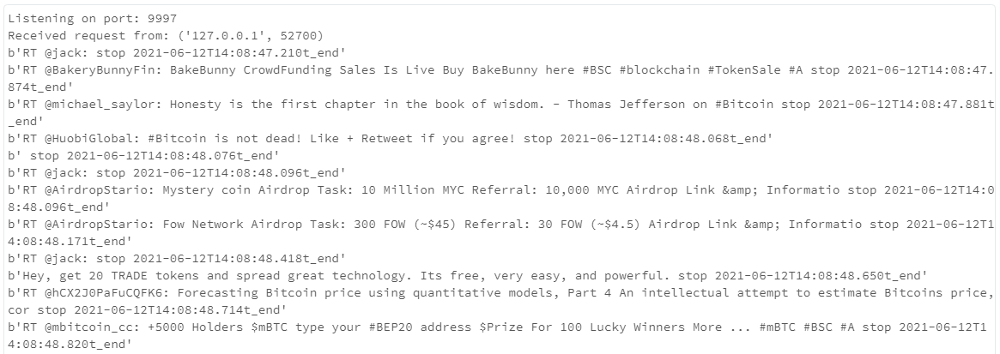 Listening on port: 9997
Received request from: ('127.0.0.1', 52700)
b'RT @jack: stop 2021-06-12T14:08:47.210t_end'
b'RT @BakeryBunnyFin: BakeBunny CrowdFunding Sales Is Live Buy BakeBunny here #BSC #blockchain #TokenSale #A stop 2021-06-12T14:08:47.
874t_end'
b'RT @michael_saylor: Honesty is the first chapter in the book of wisdom. - Thomas Jefferson on #Bitcoin stop 2021-06-12T14:08:47.881t
_end'
b'RT @HuobiGlobal: #Bitcoin is not dead! Like + Retweet if you agree! stop 2021-06-12T14:08:48.068t_end'
b' stop 2021-06-12T14:08:48.076t_end'
b'RT @jack: stop 2021-06-12T14:08:48.096t_end'
b'RT @AirdropStario: Mystery coin Airdrop Task: 10 Million MYC Referral: 10,000 MYC Airdrop Link &amp; Informatio stop 2021-06-12T14:0
8:48.096t_end'
b'RT @AirdropStario: Fow Network Airdrop Task: 300 FOW (~$45) Referral: 30 FOW (~$4.5) Airdrop Link &amp; Informatio stop 2021-06-12T1
4:08:48.171t_end'
b'RT @jack: stop 2021-06-12T14:08:48.418t_end'
b'Hey, get 20 TRADE tokens and spread great technology. Its free, very easy, and powerful. stop 2021-06-12T14:08:48.650t_end'
b'RT @hCX2J0PaFuCQFK6: Forecasting Bitcoin price using quantitative models, Part 4 An intellectual attempt to estimate Bitcoins price,
cor stop 2021-06-12T14:08:48.714t_end'
b'RT @mbitcoin_cc: +5000 Holders $mBTC type your #BEP20 address $Prize For 100 Lucky Winners More ... #mBTC #BSC #A stop 2021-06-12T1
4:08:48.820t_end'